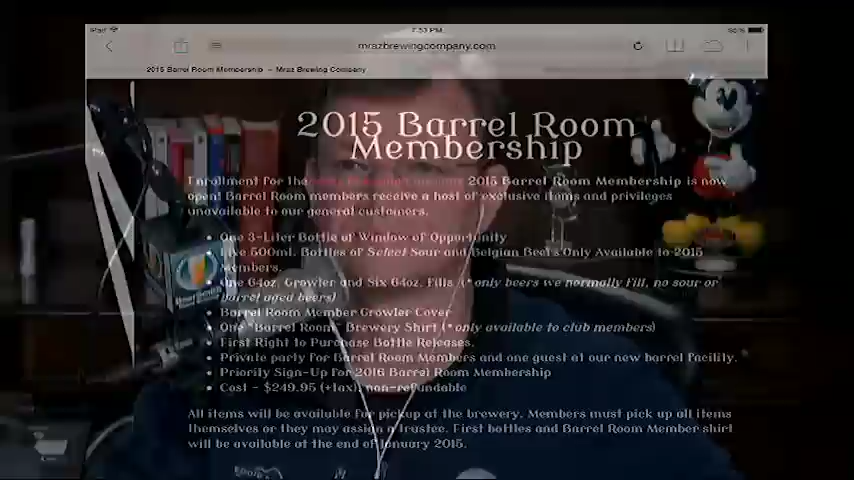 iPad
7:53 PM
mrazbrewingcompany.com
2015 Barrel Room Membership — Mraz Brewing Company
2015 Barrel Room
Membership
Enrollment for the 2015 Barrel Room Membership is now
open! Barrel Room members receive a host of exclusive items and privileges
unavailable to our general customers.
One 3-Liter Bottle of Window of Opportunity
Five 500mL Bottles of Select Sour and Belgian Beers Only Available to 2015
Members.
One 64oz. Growler and Six 64oz. Fills (*only beers we normally fill, no sour or
barrel aged beers)
Barrel Room Member Growler Cover
One "Barrel Room" Brewery Shirt (*only available to club members)
First Right to Purchase Bottle Releases.
Private party for Barrel Room Members and one guest at our new barrel facility.
Priority Sign-Up for 2016 Barrel Room Membership
Cost - $249.95 (+tax), non-refundable
All items will be available for pickup at the brewery. Members must pick up all items
themselves or they may assign a trustee. First bottles and Barrel Room Member shirt
will be available at the end of January 2015.